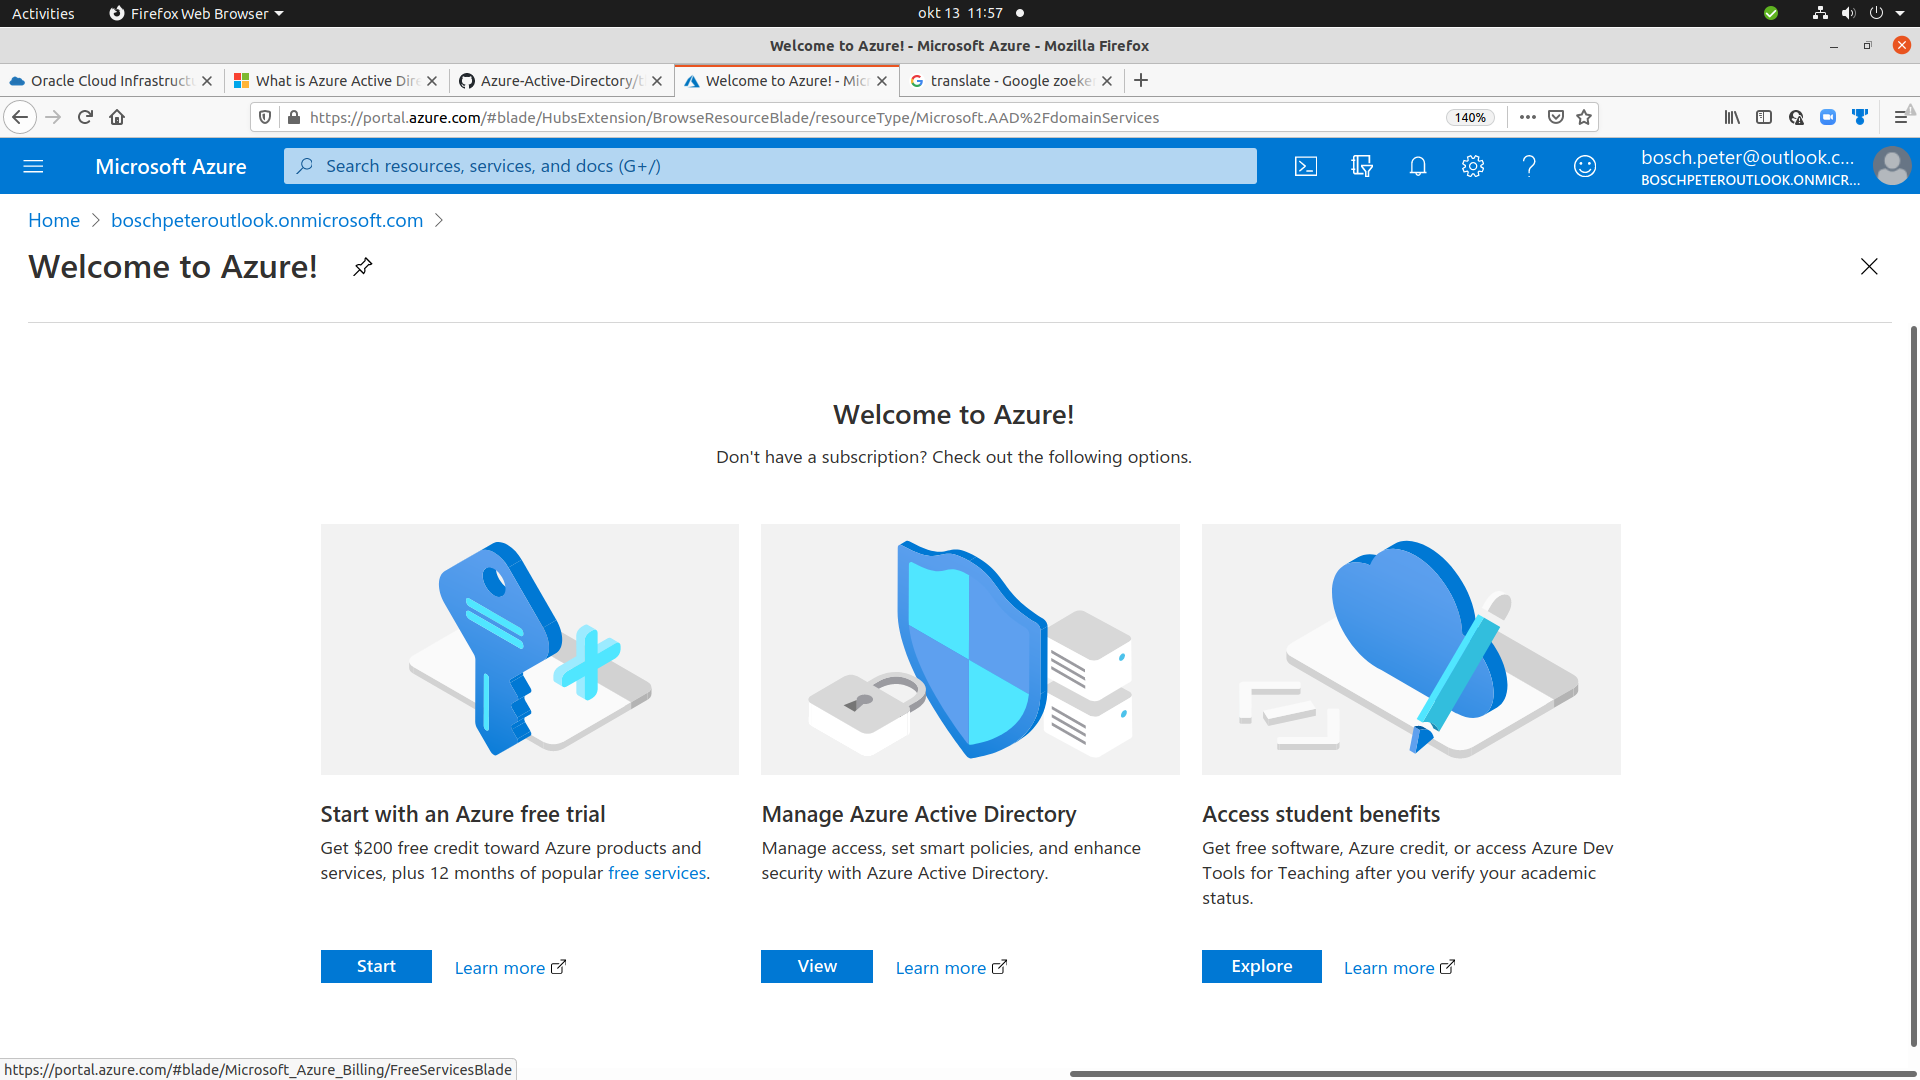 Activities
Firefox Web Browser
okt 13 11:57
Welcome to Azure! - Microsoft Azure - Mozilla Firefox
Oracle Cloud Infrastructu
What is Azure Active Dire
Azure-Active-Directory/t
Welcome to Azure! - Mic
translate - Google zoeken
https://portal.azure.com/#blade/HubsExtension/BrowseResourceBlade/resourceType/Microsoft.AAD%2FdomainServices
140%
Microsoft Azure
Search resources, services, and docs (G+/)
bosch.peter@outlook.c...
BOSCHPETEROUTLOOK.ONMICR...
Home
boschpeteroutlook.onmicrosoft.com
Welcome to Azure!
Welcome to Azure!
Don't have a subscription? Check out the following options.
Start with an Azure free trial
Get $200 free credit toward Azure products and
services, plus 12 months of popular free services.
Start
Learn more
Manage Azure Active Directory
Manage access, set smart policies, and enhance
security with Azure Active Directory.
View
Learn more
Access student benefits
Get free software, Azure credit, or access Azure Dev
Tools for Teaching after you verify your academic
status.
Explore
Learn more
https://portal.azure.com/#blade/Microsoft_Azure_Billing/FreeServicesBlade